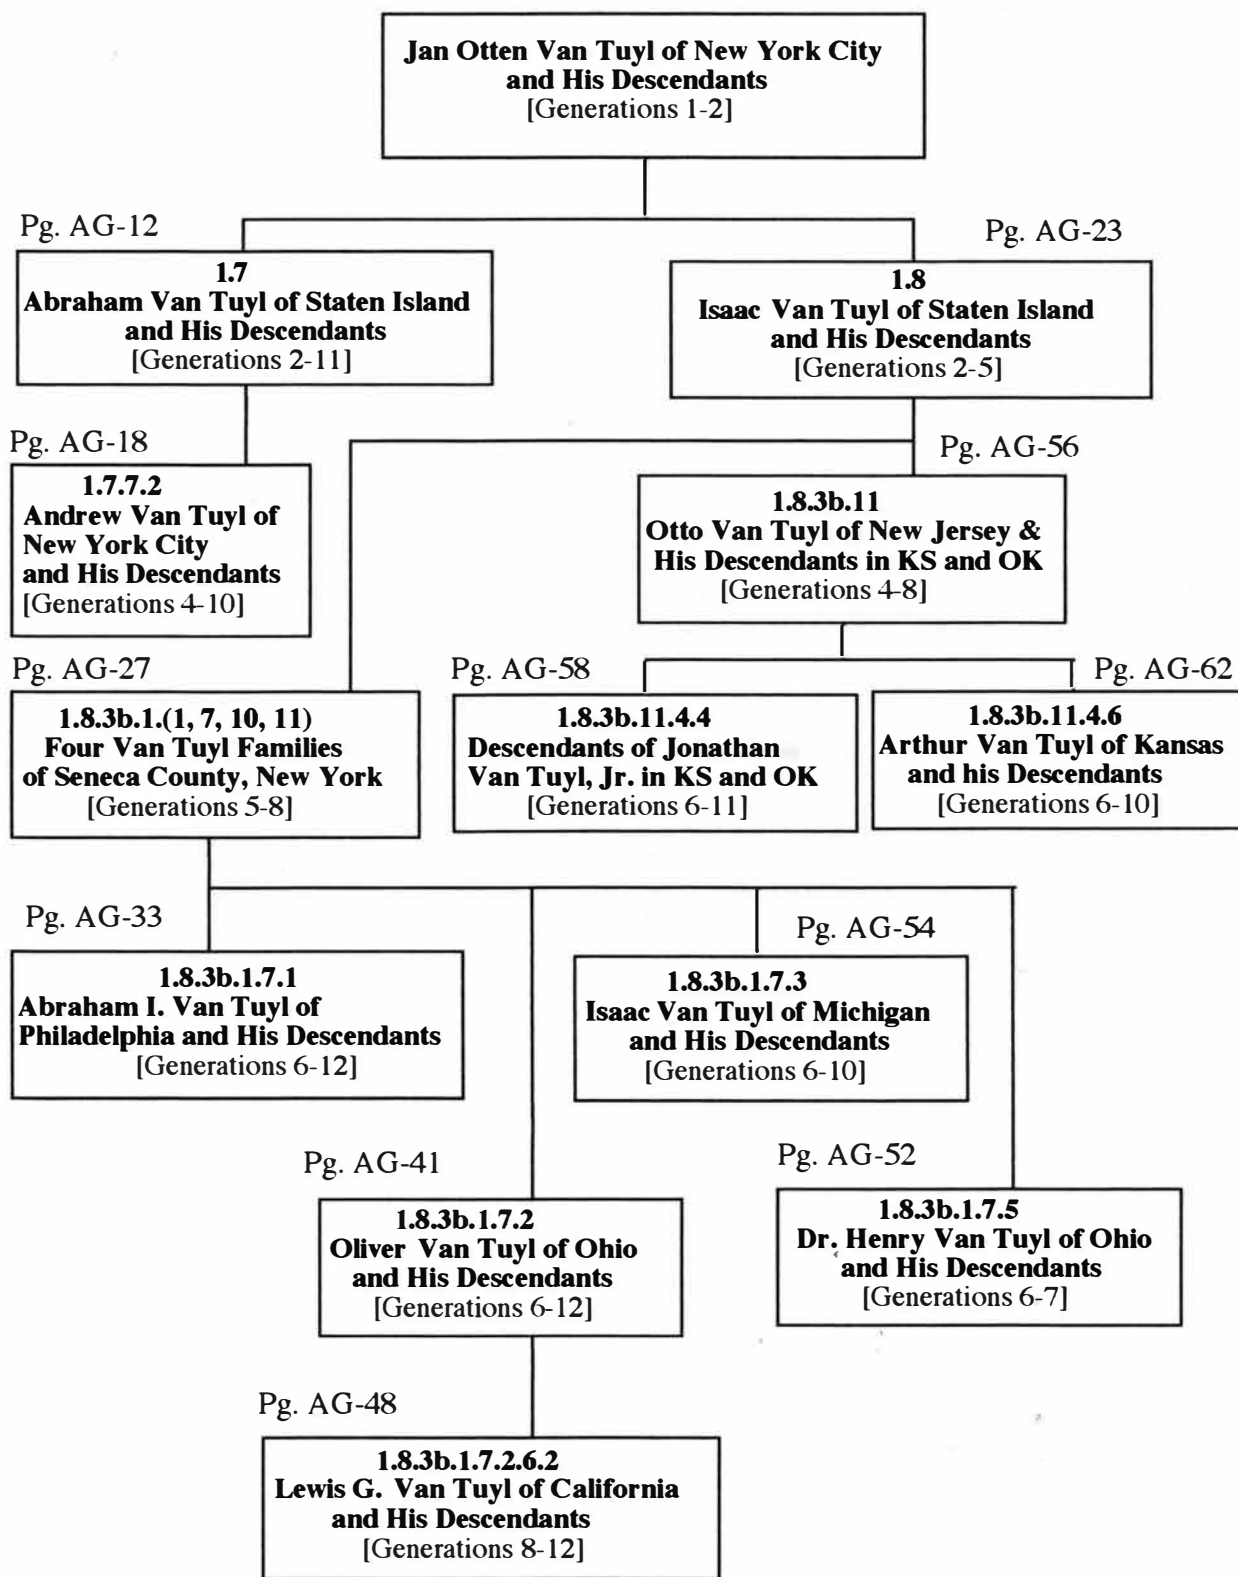 Jan Otten Van Tuyl of New York City
and His Descendants
[Generations 1-2]
Pg. AG-12
1.7
Abraham Van Tuyl of Staten Island
and His Descendants
[Generations 2-11]
Pg. AG-23
1.8
Isaac Van Tuyl of Staten Island
and His Descendants
[Generations 2-5]
Pg. AG-18
1.7.7.2
Andrew Van Tuyl of
New York City
and His Descendants
[Generations 4-10]
Pg. AG-56
1.8.3b.11
Otto Van Tuyl of New Jersey &
His Descendants in KS and OK
[Generations 4-8]
Pg. AG-27
1.8.3b.1.(1, 7, 10, 11)
Four Van Tuyl Families
of Seneca County, New York
[Generations 5-8]
Pg. AG-58
1.8.3b.11.4.4
Descendants of Jonathan
Van Tuyl, Jr. in KS and OK
[Generations 6-11]
Pg. AG-62
1.8.3b.11.4.6
Arthur Van Tuyl of Kansas
and his Descendants
[Generations 6-10]
Pg. AG-33
1.8.3b.1.7.1
Abraham I. Van Tuyl of
Philadelphia and His Descendants
[Generations 6-12]
Pg. AG-54
1.8.3b.1.7.3
Isaac Van Tuyl of Michigan
and His Descendants
[Generations 6-10]
Pg. AG-41
1.8.3b.1.7.2
Oliver Van Tuyl of Ohio
and His Descendants
[Generations 6-12]
Pg. AG-52
1.8.3b.1.7.5
Dr. Henry Van Tuyl of Ohio
and His Descendants
[Generations 6-7]
Pg. AG-48
1.8.3b.1.7.2.6.2
Lewis G. Van Tuyl of California
and His Descendants
[Generations 8-12]